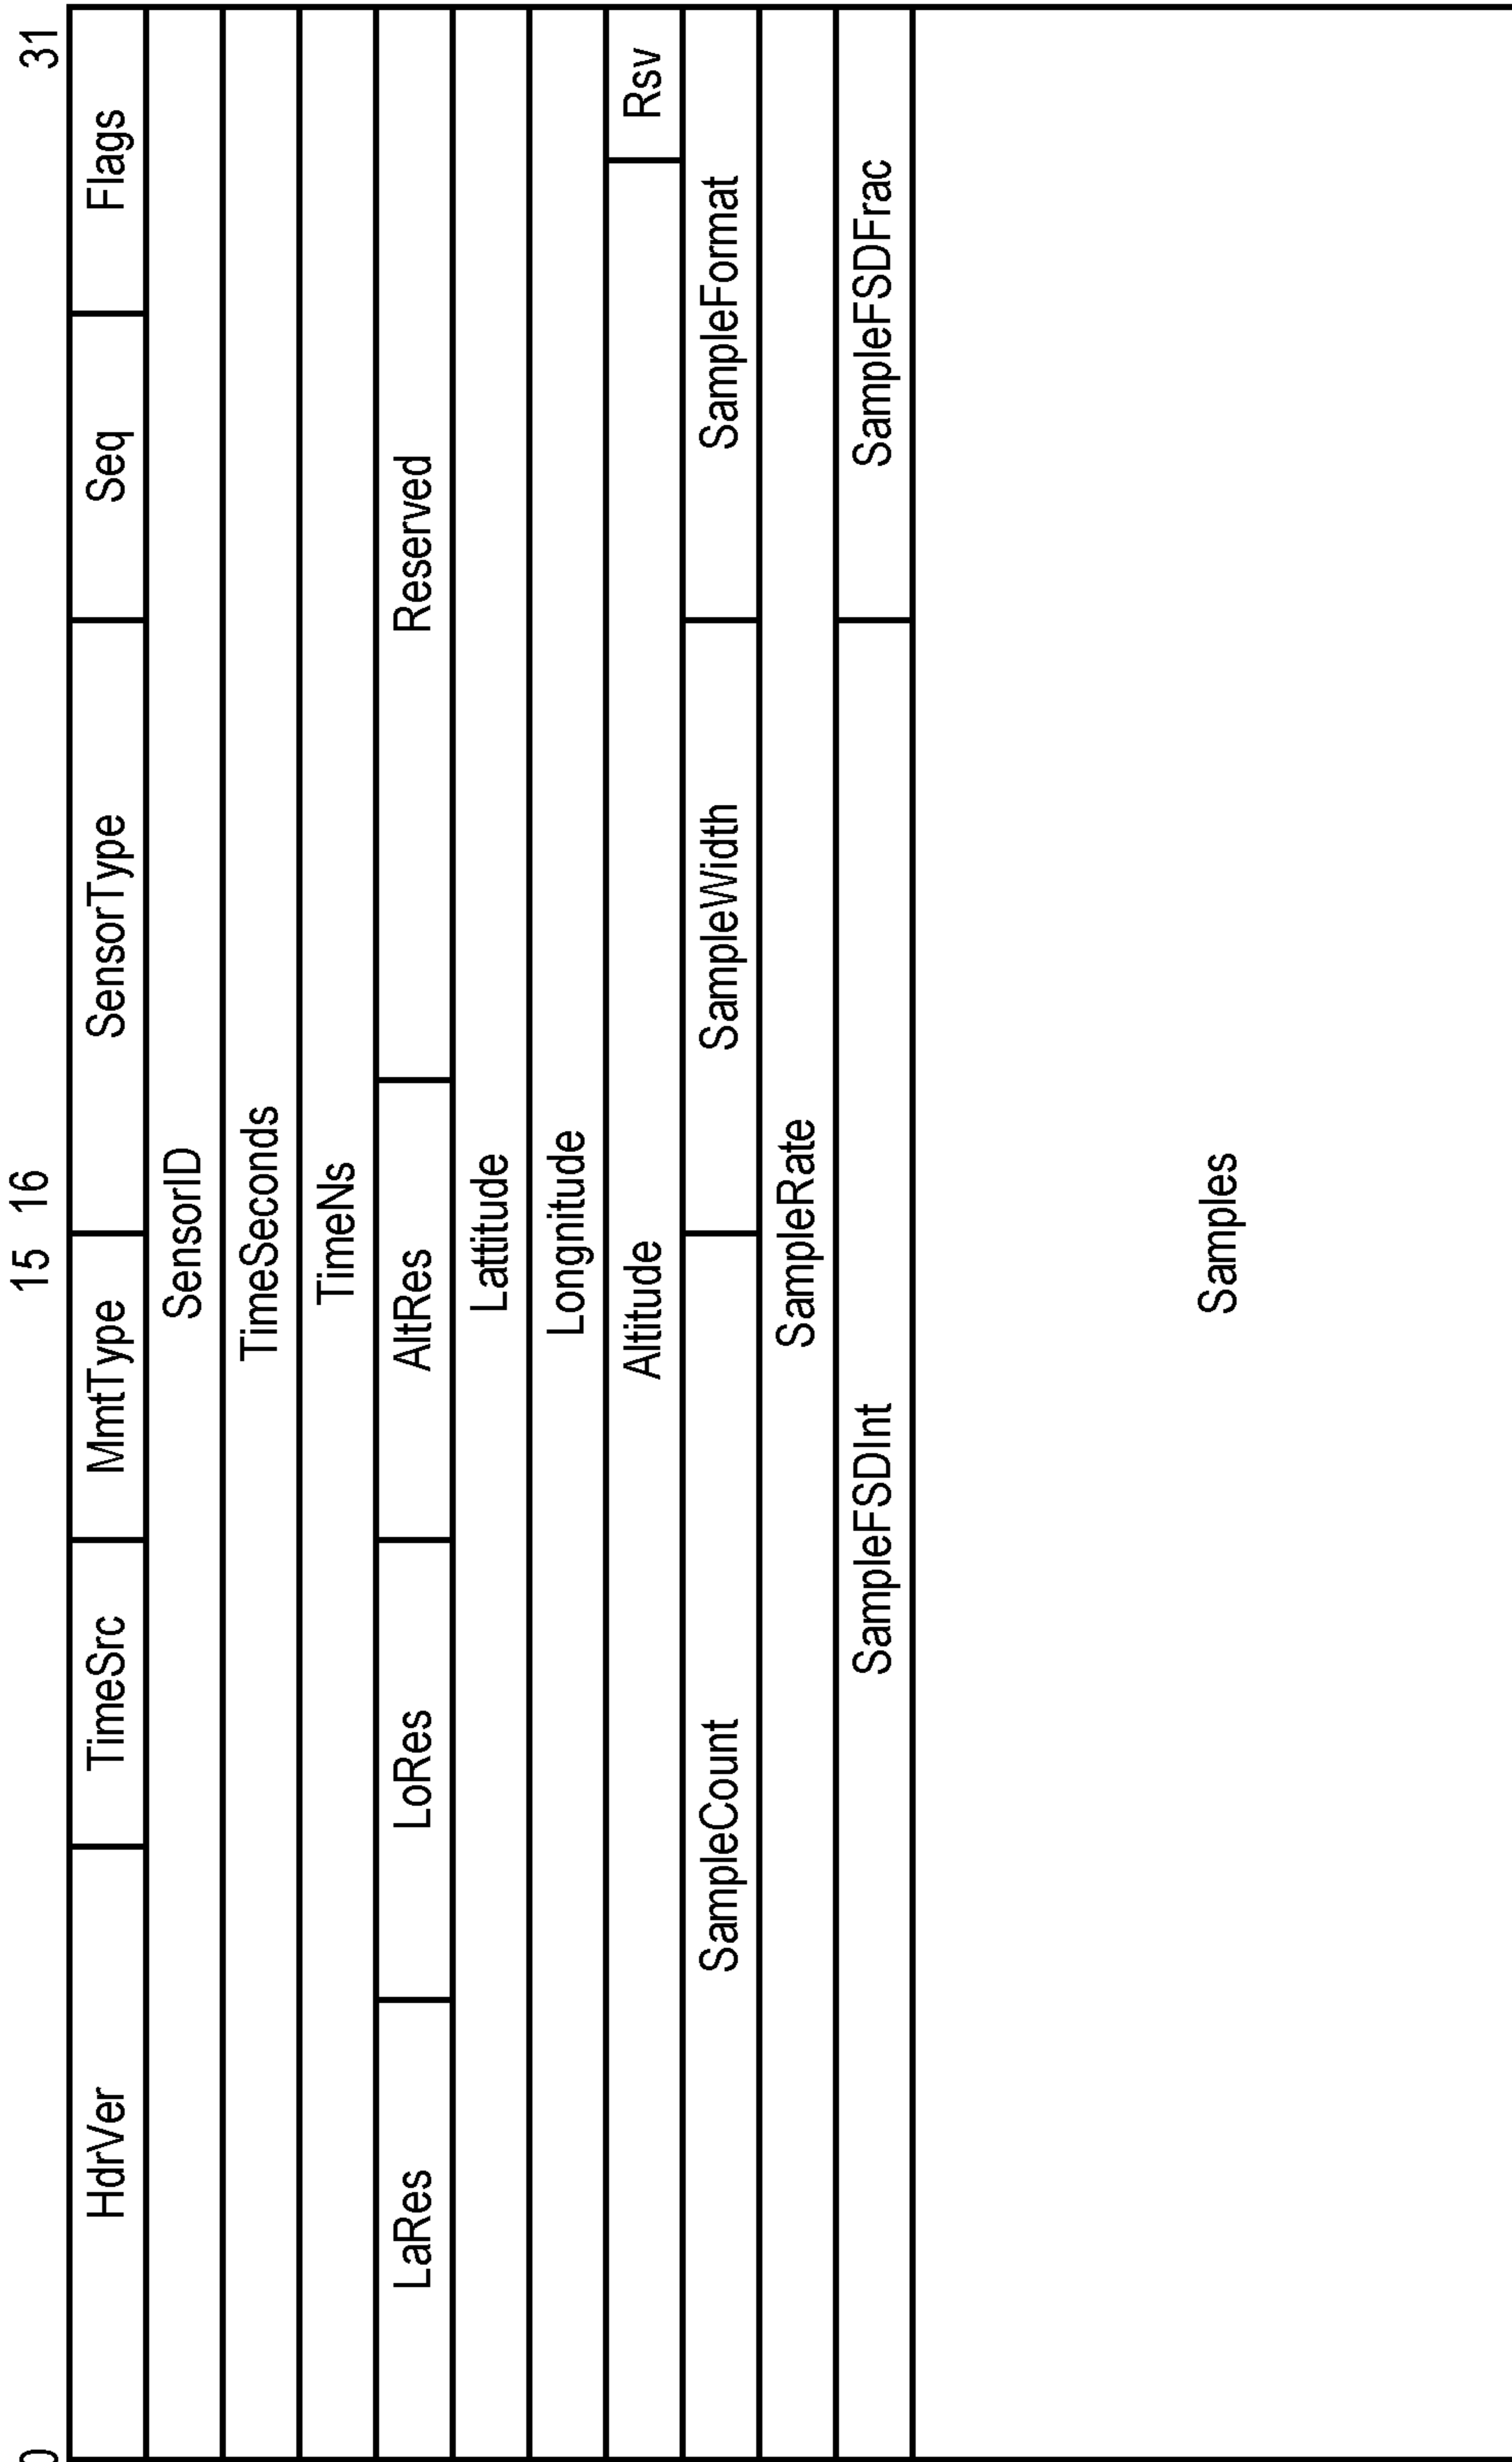 0 15 16 31
HdrVer TimeSrc MmtType SensorType Seq Flags
SensorID
TimeSeconds
TimeNs
LaRes LoRes AltRes Reserved
Lattitude
Longnitude
Altitude Rsv
SampleCount SampleWidth SampleFormat
SampleRate
SampleFSDInt SampleFSDFrac
Samples